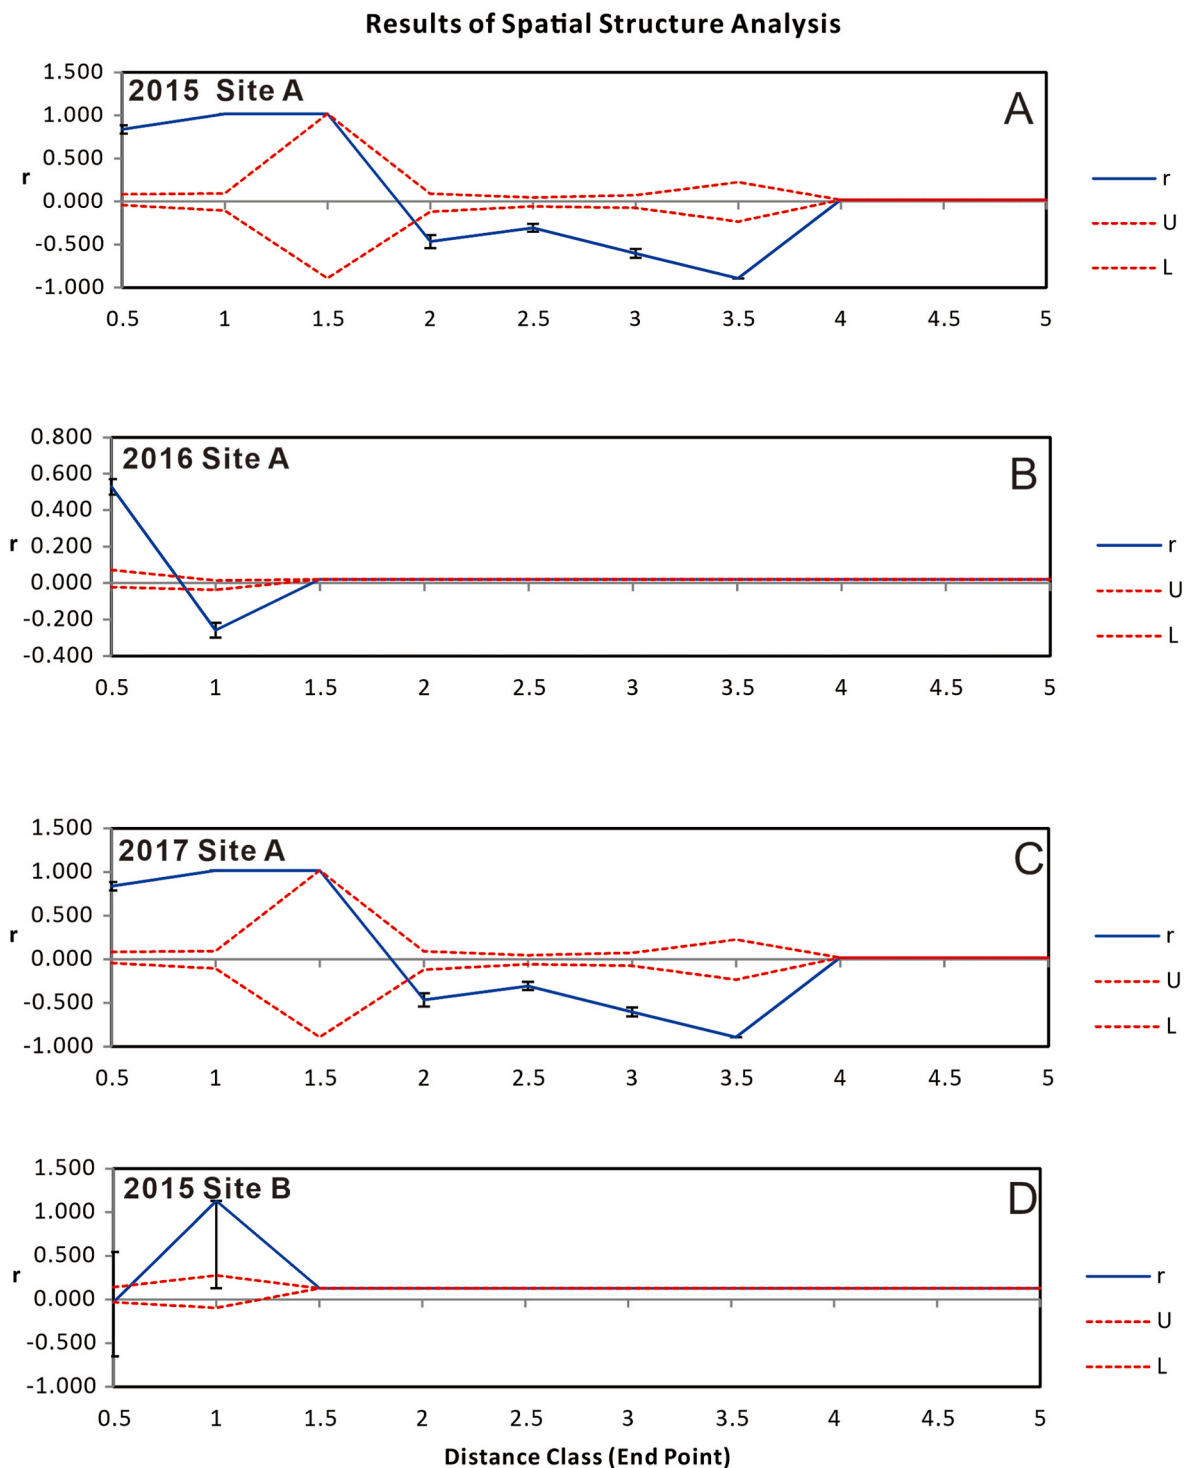 Results of Spatial Structure Analysis
1.500
1.000
0.500
0.000
-0.500
-1.000
r
2015 Site A
A
r
U
L
0.5 1 1.5 2 2.5 3 3.5 4 4.5 5
0.800
0.600
0.400
0.200
0.000
-0.200
-0.400
r
2016 Site A
B
r
U
L
0.5 1 1.5 2 2.5 3 3.5 4 4.5 5
1.500
1.000
0.500
0.000
-0.500
-1.000
r
2017 Site A
C
r
U
L
0.5 1 1.5 2 2.5 3 3.5 4 4.5 5
1.500
1.000
0.500
0.000
-0.500
-1.000
r
2015 Site B
D
r
U
L
0.5 1 1.5 2 2.5 3 3.5 4 4.5 5
Distance Class (End Point)